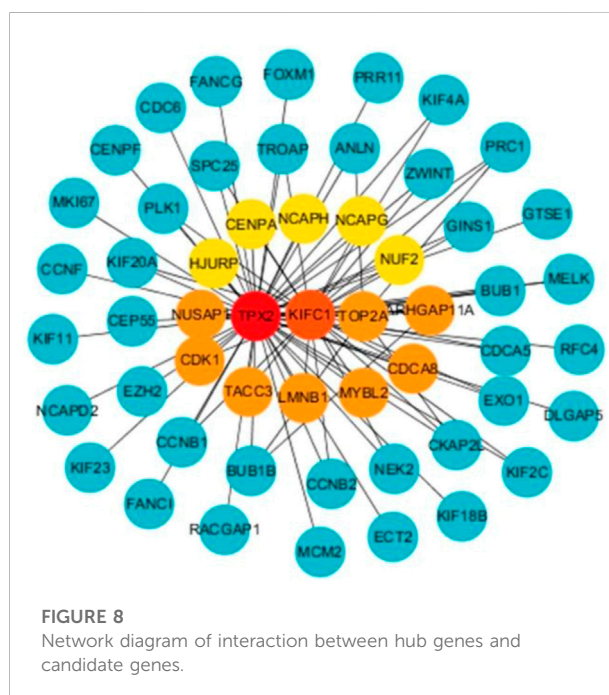 FOXM1
PRR11
FANCG
KIF4A
CDC6
CENPF
TROAP
ANLN
PRC1
SPC25
ZWINT
MKI67
PLK1
CENPA
NCAPH
NCAPG
GINS1
GTSE1
HJURP
NUF2
CCNF
KIF20A
BUB1
MELK
NUSAP1
TPX2
KIFC1
TOP2A
ARHGAP11A
KIF11
CEP55
CDCA5
RFC4
CDK1
CDCA8
NCAPD2
EZH2
TACC3
LMNB1
MYBL2
EXO1
DLGAP5
CCNB1
CKAP2L
KIF23
BUB1B
CCNB2
NEK2
KIF2C
FANCI
RACGAP1
KIF18B
MCM2
ECT2
FIGURE 8
Network diagram of interaction between hub genes and
candidate genes.